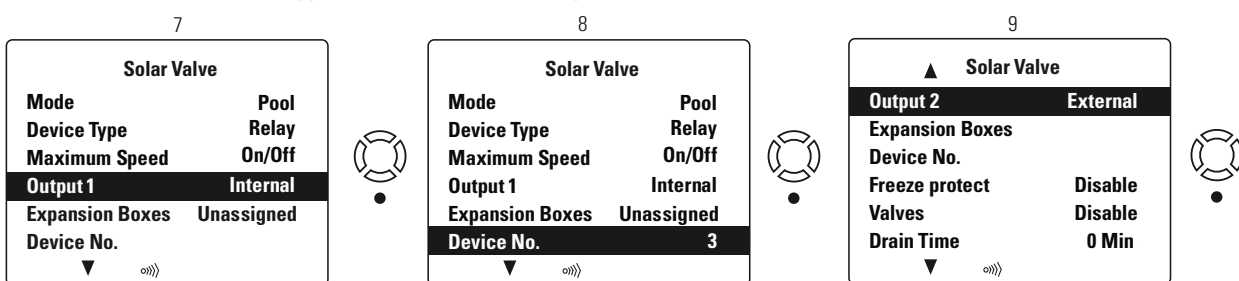 7
Solar Valve
Mode Pool
Device Type Relay
Maximum Speed On/Off
Output 1 Internal
Expansion Boxes Unassigned
Device No.
8
Solar Valve
Mode Pool
Device Type Relay
Maximum Speed On/Off
Output 1 Internal
Expansion Boxes Unassigned
Device No. 3
9
Solar Valve
Output 2 External
Expansion Boxes
Device No.
Freeze protect Disable
Valves Disable
Drain Time 0 Min